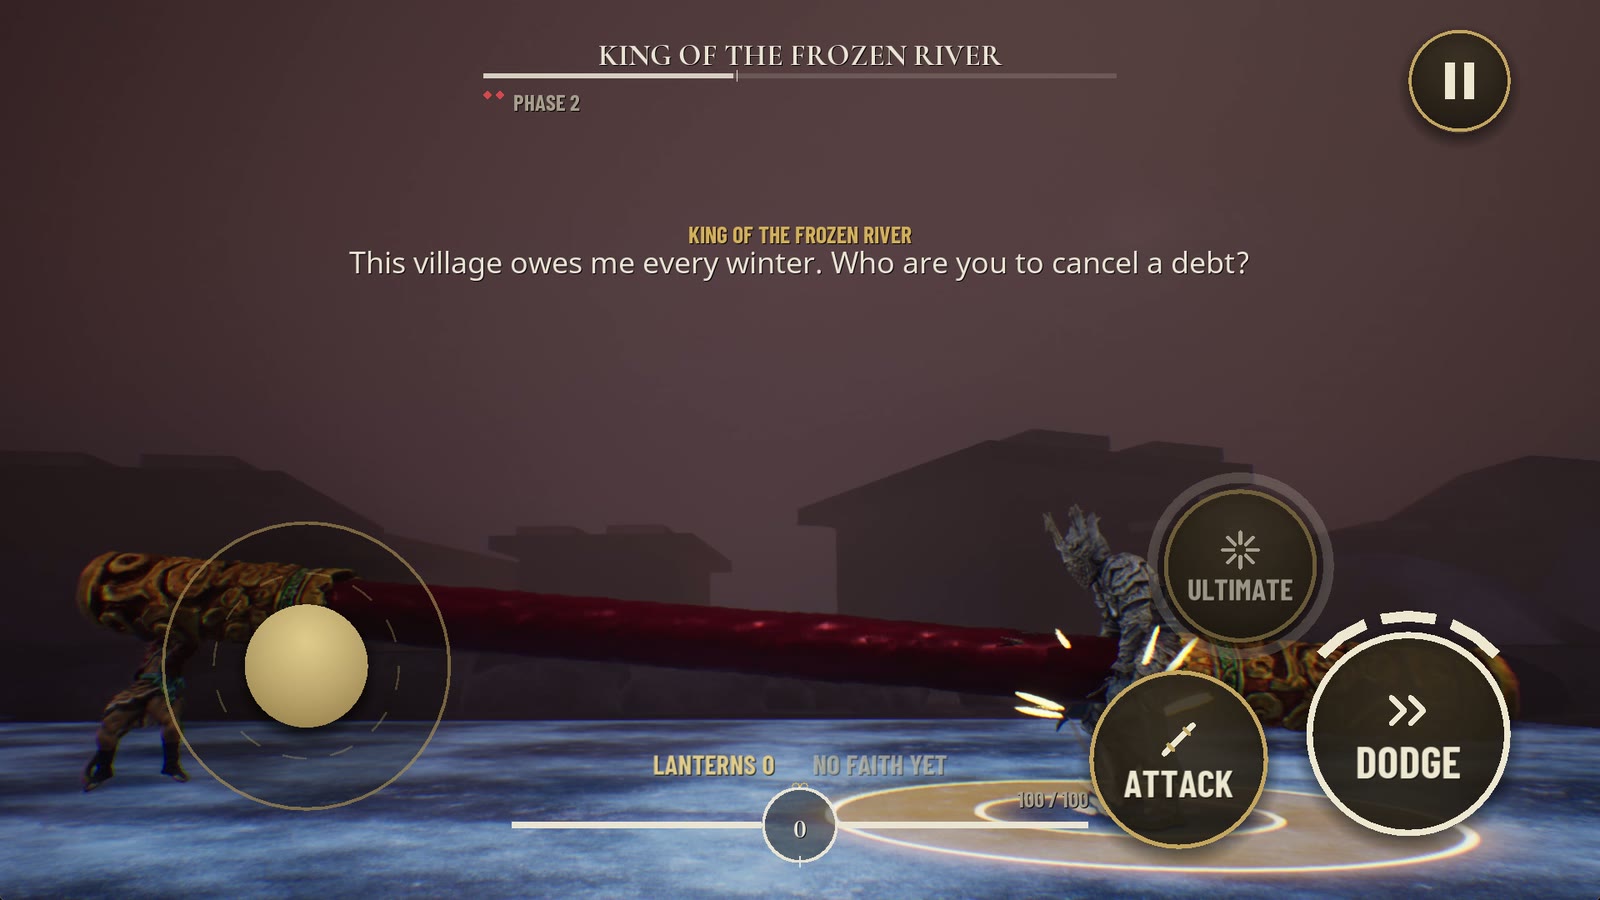 KING OF THE FROZEN RIVER
PHASE 2
KING OF THE FROZEN RIVER
This village owes me every winter. Who are you to cancel a debt?
ULTIMATE
ATTACK
DODGE
LANTERNS 0 NO FAITH YET
100 / 100
0